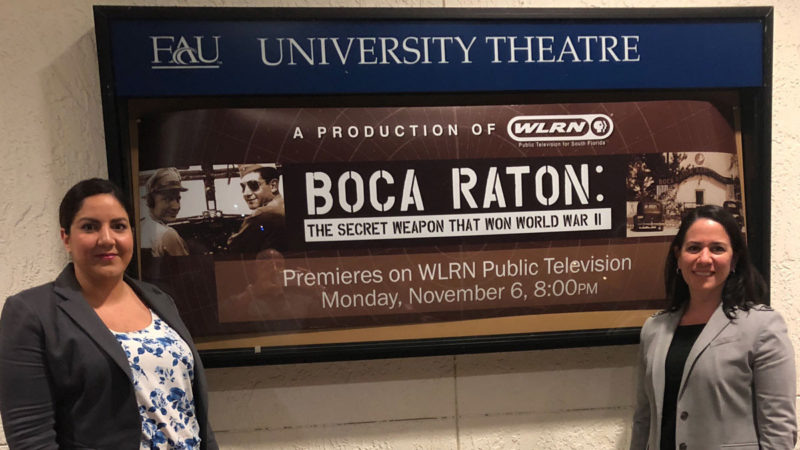 FAU UNIVERSITY THEATRE
A PRODUCTION OF WLRN PBS
Public Television for South Florida
BOCA RATON:
THE SECRET WEAPON THAT WON WORLD WAR II
Premieres on WLRN Public Television
Monday, November 6, 8:00PM